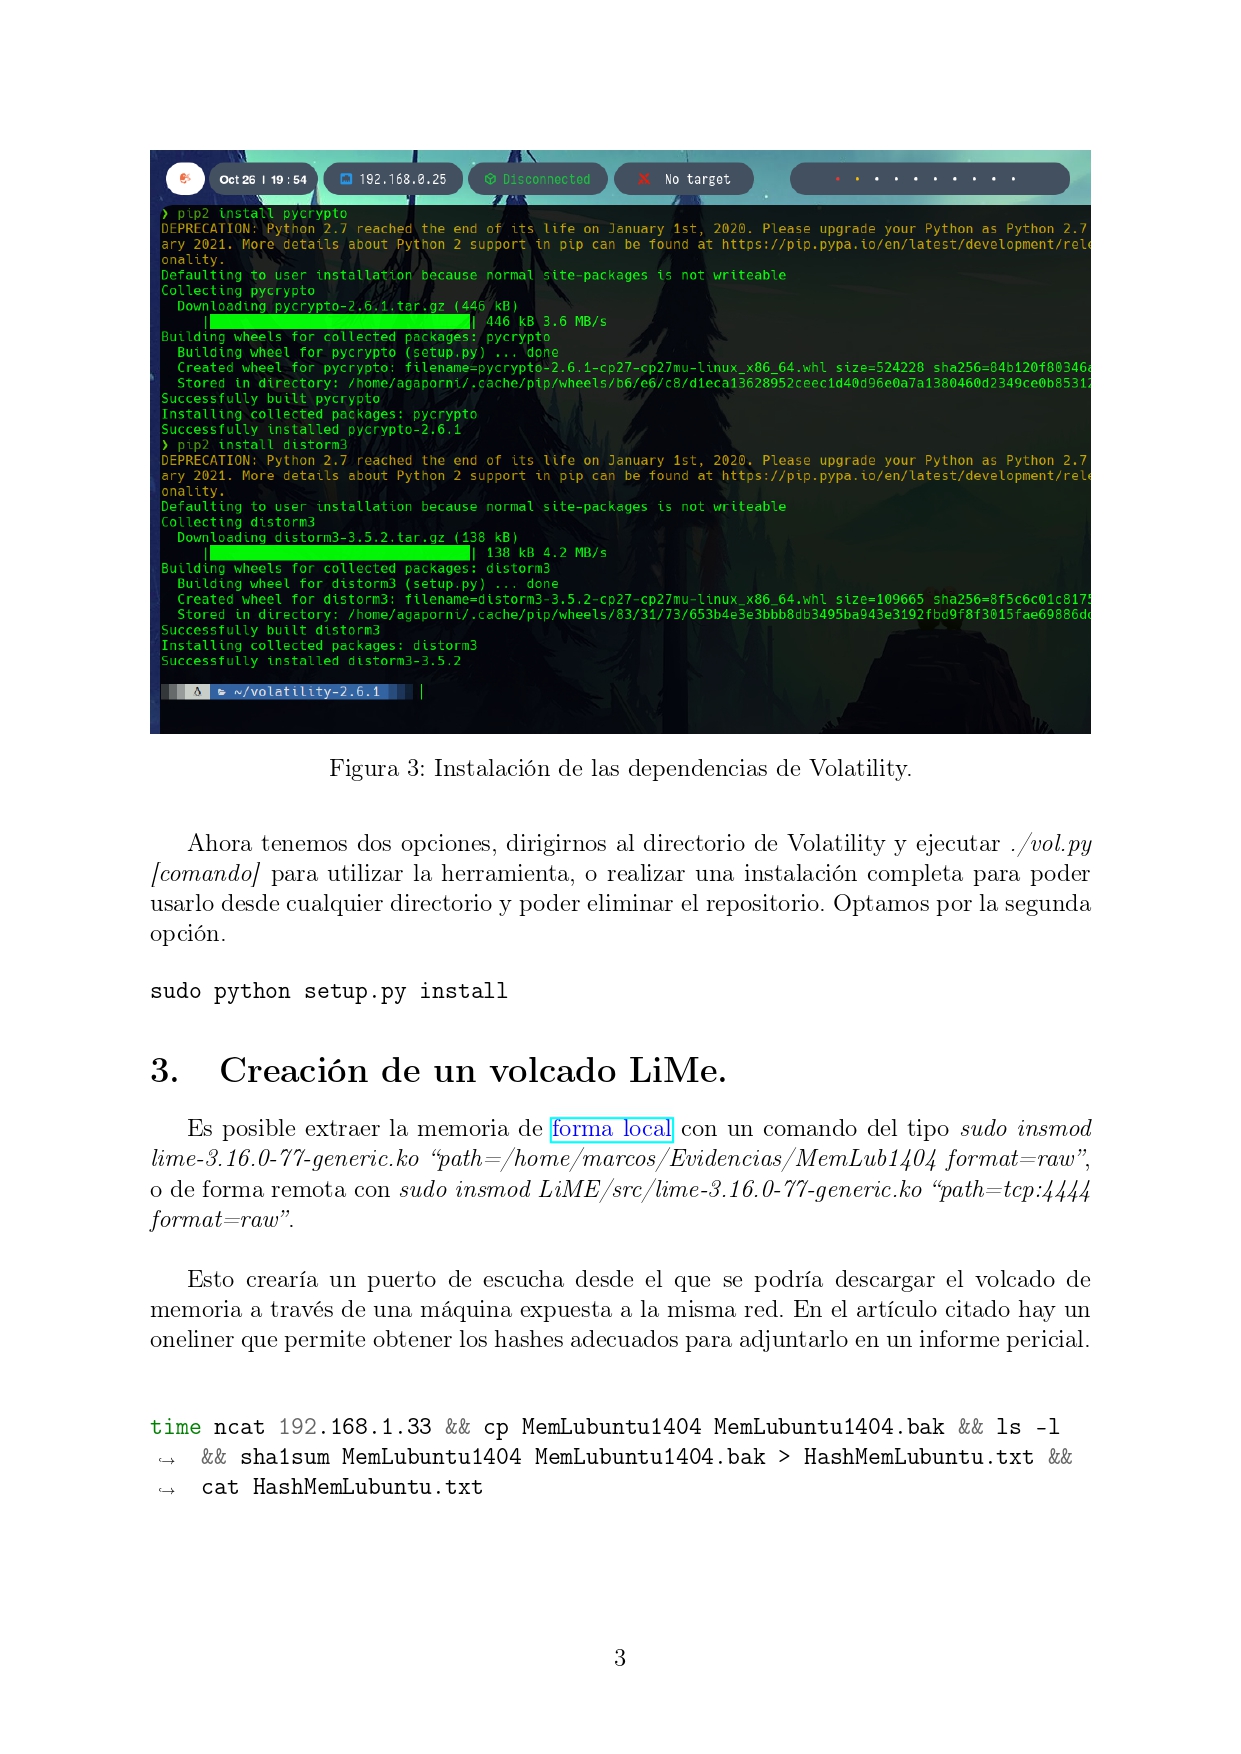 Oct 26 | 19 : 54
192.168.0.25
Disconnected
No target
❯ pip2 install pycrypto
DEPRECATION: Python 2.7 reached the end of its life on January 1st, 2020. Please upgrade your Python as Python 2.7
ary 2021. More details about Python 2 support in pip can be found at https://pip.pypa.io/en/latest/development/rele
onality.
Defaulting to user installation because normal site-packages is not writeable
Collecting pycrypto
Downloading pycrypto-2.6.1.tar.gz (446 kB)
| 446 kB 3.6 MB/s
Building wheels for collected packages: pycrypto
Building wheel for pycrypto (setup.py) ... done
Created wheel for pycrypto: filename=pycrypto-2.6.1-cp27-cp27mu-linux_x86_64.whl size=524228 sha256=84b120f80346a
Stored in directory: /home/agaporni/.cache/pip/wheels/b6/e6/c8/d1eca13628952ceec1d40d96e0a7a1380460d2349ce0b85312
Successfully built pycrypto
Installing collected packages: pycrypto
Successfully installed pycrypto-2.6.1
❯ pip2 install distorm3
DEPRECATION: Python 2.7 reached the end of its life on January 1st, 2020. Please upgrade your Python as Python 2.7
ary 2021. More details about Python 2 support in pip can be found at https://pip.pypa.io/en/latest/development/rele
onality.
Defaulting to user installation because normal site-packages is not writeable
Collecting distorm3
Downloading distorm3-3.5.2.tar.gz (138 kB)
| 138 kB 4.2 MB/s
Building wheels for collected packages: distorm3
Building wheel for distorm3 (setup.py) ... done
Created wheel for distorm3: filename=distorm3-3.5.2-cp27-cp27mu-linux_x86_64.whl size=109665 sha256=8f5c6c01c8175
Stored in directory: /home/agaporni/.cache/pip/wheels/83/31/73/653b4e3e3bbb8db3495ba943e3192fbd9f8f3015fae69886dc
Successfully built distorm3
Installing collected packages: distorm3
Successfully installed distorm3-3.5.2
~/volatility-2.6.1
Figura 3: Instalación de las dependencias de Volatility.
Ahora tenemos dos opciones, dirigirnos al directorio de Volatility y ejecutar ./vol.py
[comando] para utilizar la herramienta, o realizar una instalación completa para poder
usarlo desde cualquier directorio y poder eliminar el repositorio. Optamos por la segunda
opción.
sudo python setup.py install
3. Creación de un volcado LiMe.
Es posible extraer la memoria de forma local con un comando del tipo sudo insmod
lime-3.16.0-77-generic.ko “path=/home/marcos/Evidencias/MemLub1404 format=raw”,
o de forma remota con sudo insmod LiME/src/lime-3.16.0-77-generic.ko “path=tcp:4444
format=raw”.
Esto crearía un puerto de escucha desde el que se podría descargar el volcado de
memoria a través de una máquina expuesta a la misma red. En el artículo citado hay un
oneliner que permite obtener los hashes adecuados para adjuntarlo en un informe pericial.
time ncat 192.168.1.33 && cp MemLubuntu1404 MemLubuntu1404.bak && ls -l
↪ && sha1sum MemLubuntu1404 MemLubuntu1404.bak > HashMemLubuntu.txt &&
↪ cat HashMemLubuntu.txt
3